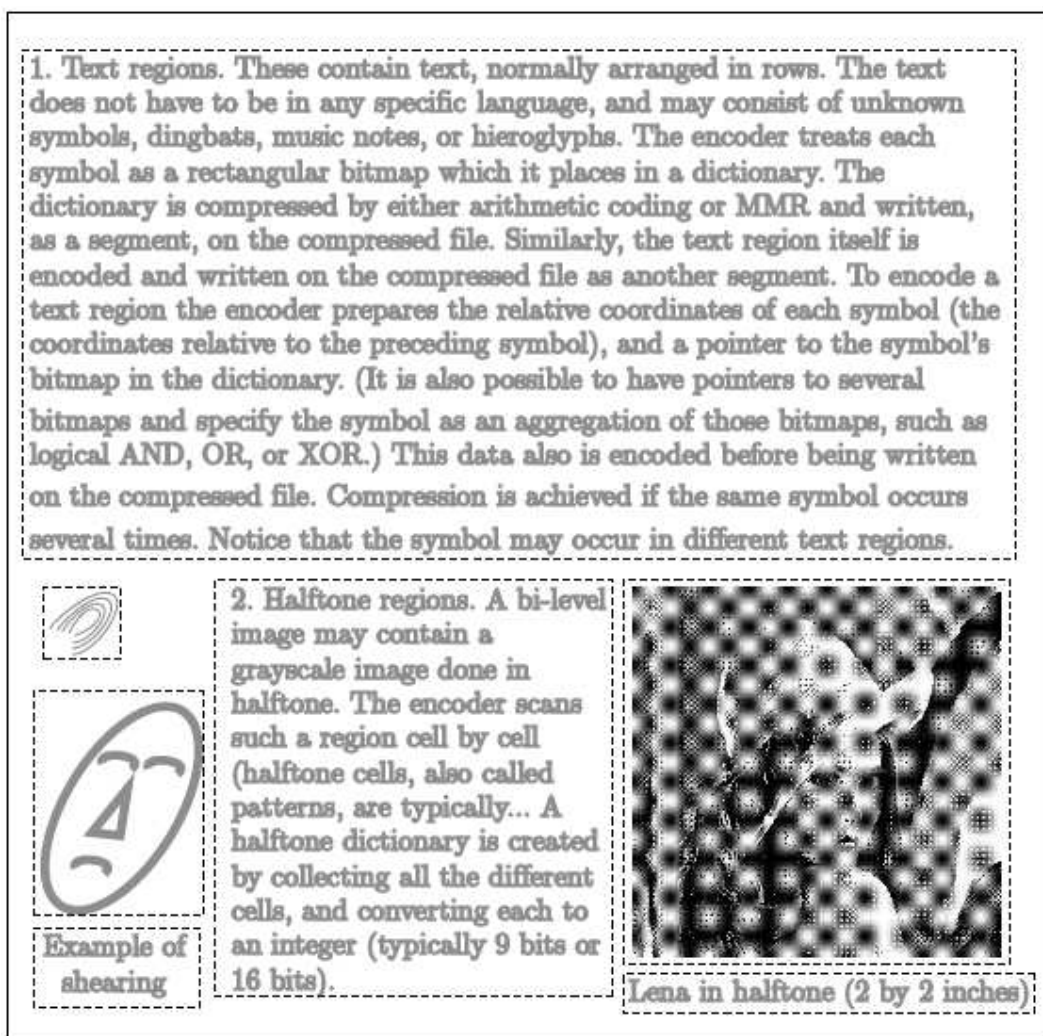 1. Text regions. These contain text, normally arranged in rows. The text
does not have to be in any specific language, and may consist of unknown
symbols, dingbats, music notes, or hieroglyphs. The encoder treats each
symbol as a rectangular bitmap which it places in a dictionary. The
dictionary is compressed by either arithmetic coding or MMR and written,
as a segment, on the compressed file. Similarly, the text region itself is
encoded and written on the compressed file as another segment. To encode a
text region the encoder prepares the relative coordinates of each symbol (the
coordinates relative to the preceding symbol), and a pointer to the symbol's
bitmap in the dictionary. (It is also possible to have pointers to several
bitmaps and specify the symbol as an aggregation of those bitmaps, such as
logical AND, OR, or XOR.) This data also is encoded before being written
on the compressed file. Compression is achieved if the same symbol occurs
several times. Notice that the symbol may occur in different text regions.
Example of
shearing
2. Halftone regions. A bi-level
image may contain a
grayscale image done in
halftone. The encoder scans
such a region cell by cell
(halftone cells, also called
patterns, are typically... A
halftone dictionary is created
by collecting all the different
cells, and converting each to
an integer (typically 9 bits or
16 bits).
Lena in halftone (2 by 2 inches)